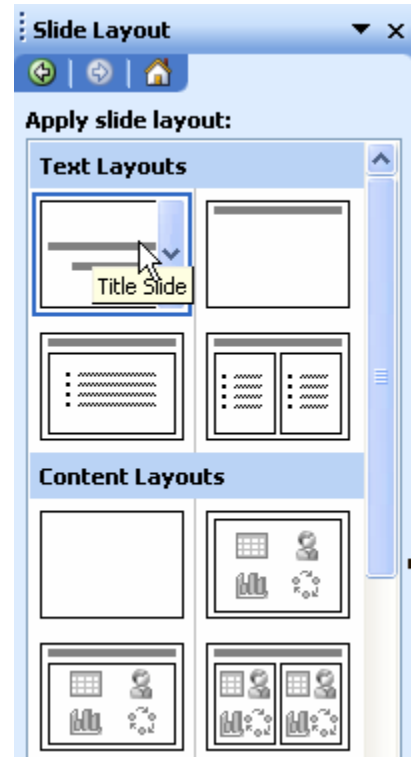 Slide Layout
Apply slide layout:
Text Layouts
Title Slide
Content Layouts